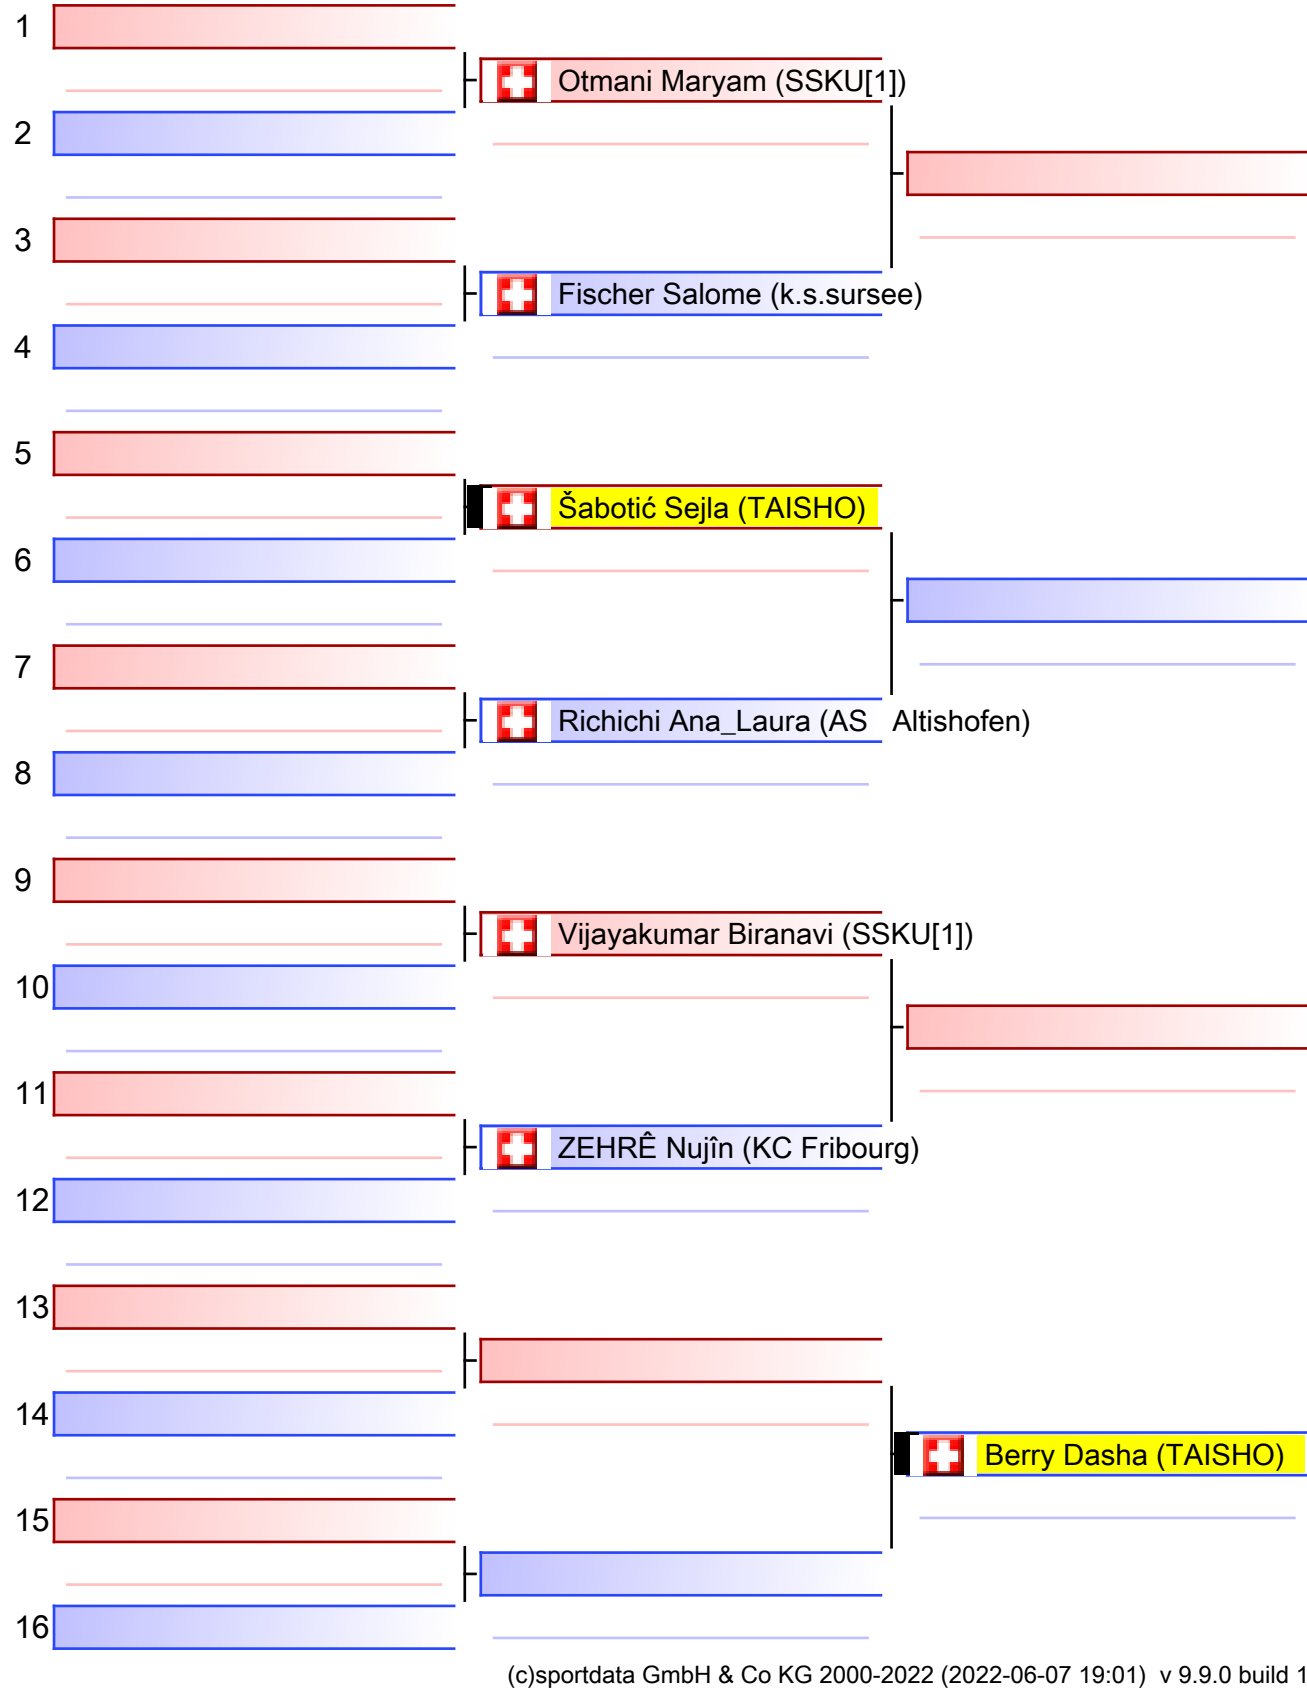 1
Otmani Maryam (SSKU[1])
2
3
Fischer Salome (k.s.sursee)
4
5
Šabotić Sejla (TAISHO)
6
7
Richichi Ana_Laura (AS Altishofen)
8
9
Vijayakumar Biranavi (SSKU[1])
10
11
ZEHRÊ Nujîn (KC Fribourg)
12
13
14
Berry Dasha (TAISHO)
15
16
(c)sportdata GmbH & Co KG 2000-2022 (2022-06-07 19:01) v 9.9.0 build 1